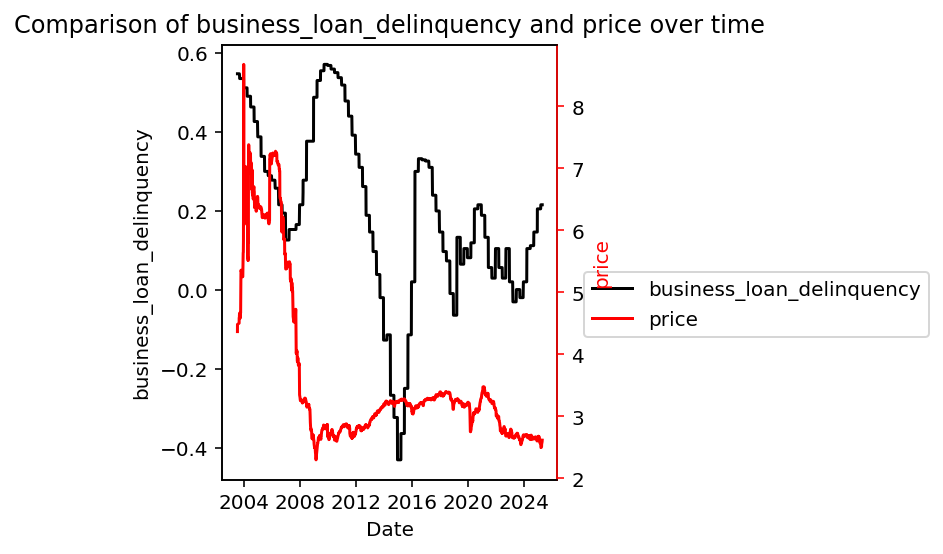 Comparison of business_loan_delinquency and price over time
business_loan_delinquency
0.6
0.4
0.2
0.0
−0.2
−0.4
8
7
6
5
4
3
2
price
business_loan_delinquency
price
2004 2008 2012 2016 2020 2024
Date